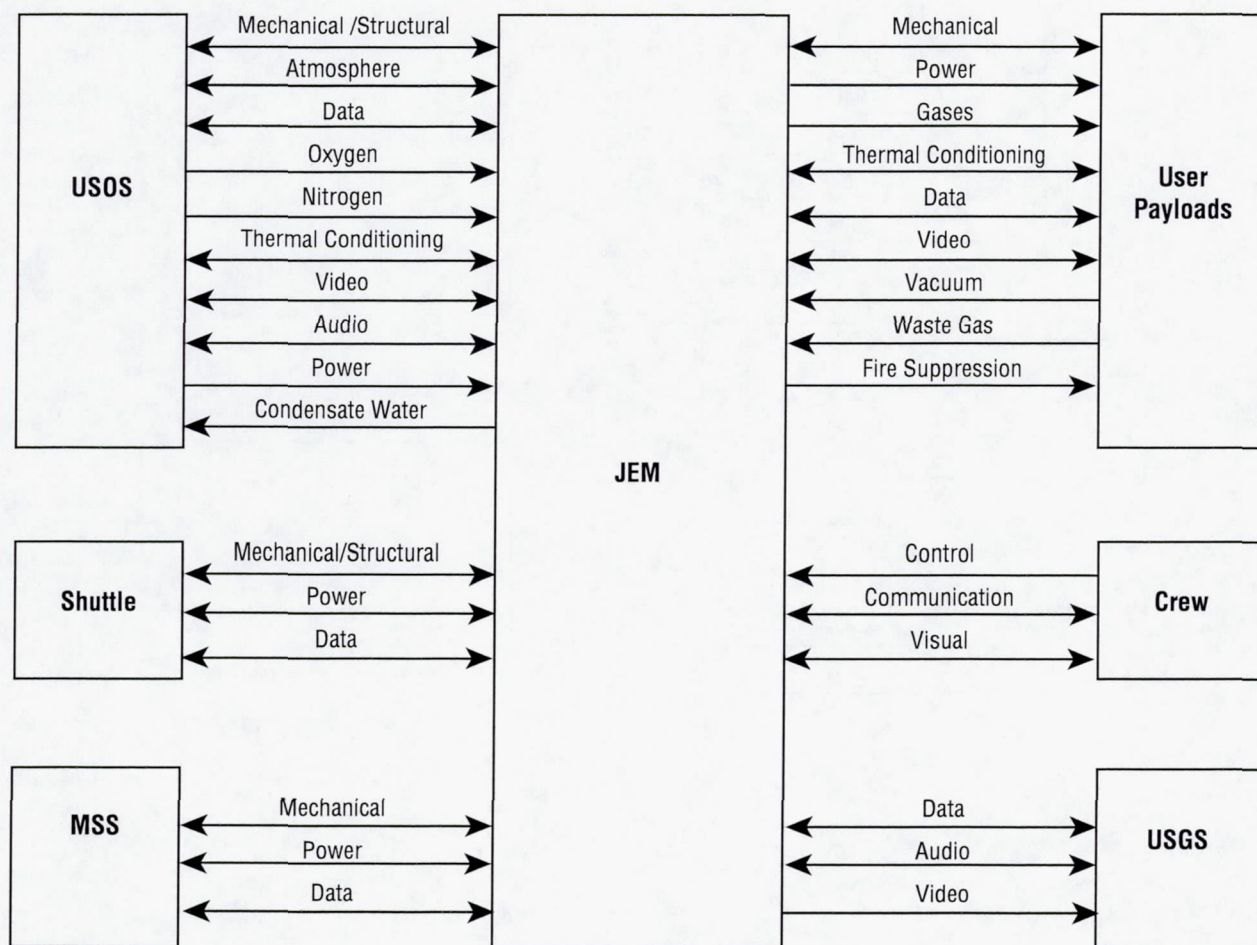 USOS
Mechanical /Structural
Atmosphere
Data
Oxygen
Nitrogen
Thermal Conditioning
Video
Audio
Power
Condensate Water
Shuttle
Mechanical/Structural
Power
Data
MSS
Mechanical
Power
Data
JEM
Mechanical
Power
Gases
Thermal Conditioning
Data
Video
Vacuum
Waste Gas
Fire Suppression
User
Payloads
Control
Communication
Visual
Crew
Data
Audio
Video
USGS